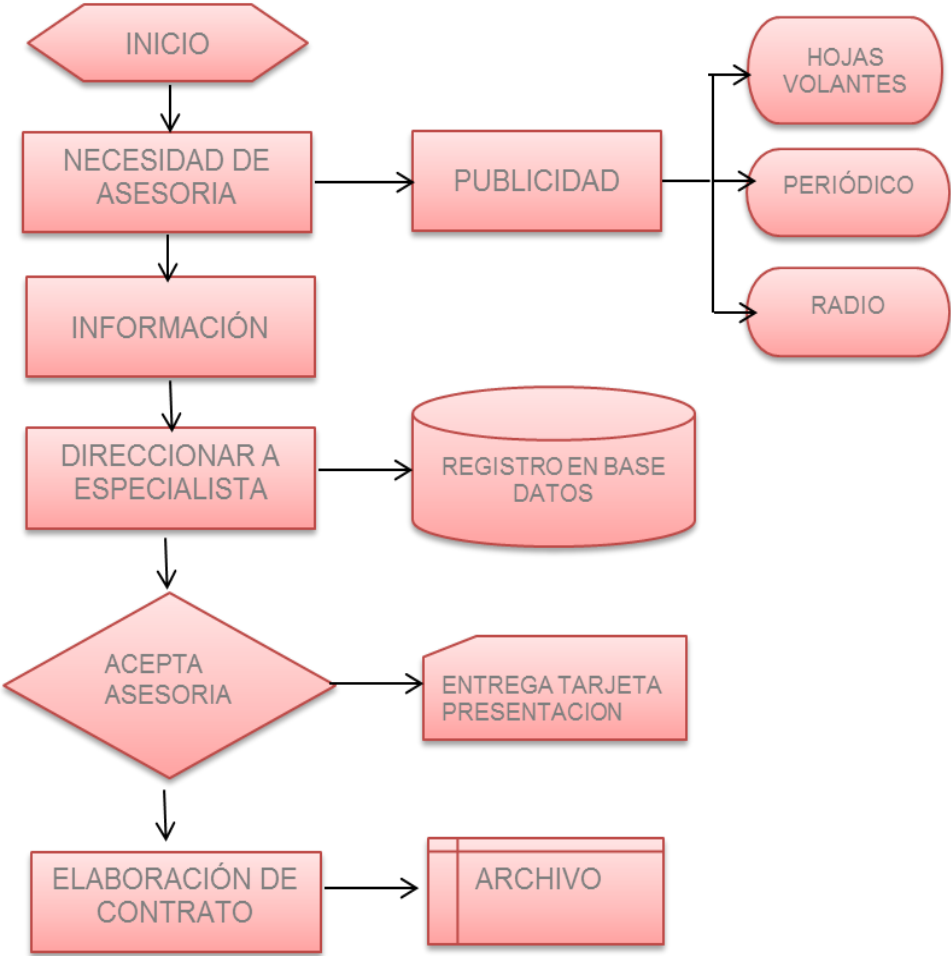 INICIO
HOJAS
VOLANTES
NECESIDAD DE
ASESORIA
PUBLICIDAD
PERIÓDICO
INFORMACIÓN
RADIO
DIRECCIONAR A
ESPECIALISTA
REGISTRO EN BASE
DATOS
ACEPTA
ASESORIA
ENTREGA TARJETA
PRESENTACION
ELABORACIÓN DE
CONTRATO
ARCHIVO